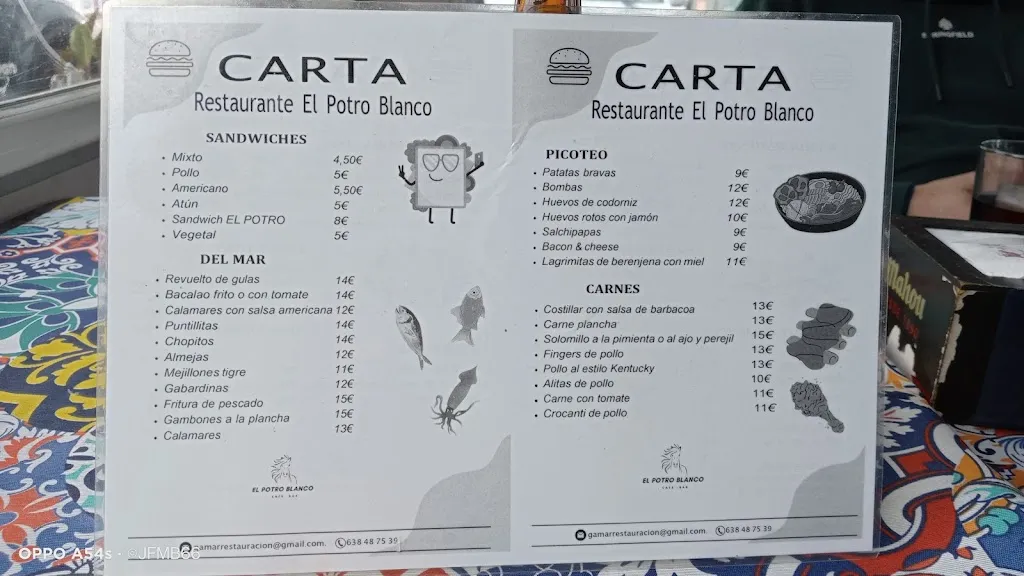 CARTA
Restaurante El Potro Blanco
SANDWICHES
• Mixto 4,50€
• Pollo 5€
• Americano 5,50€
• Atún 5€
• Sandwich EL POTRO 8€
• Vegetal 5€
DEL MAR
• Revuelto de gulas 14€
• Bacalao frito o con tomate 14€
• Calamares con salsa americana 12€
• Puntillitas 14€
• Chopitos 14€
• Almejas 12€
• Mejillones tigre 11€
• Gabardinas 12€
• Fritura de pescado 15€
• Gambones a la plancha 15€
• Calamares 13€
EL POTRO BLANCO
CAFÉ - BAR
amarrestauracion@gmail.com. 638 48 75 39
CARTA
Restaurante El Potro Blanco
PICOTEO
• Patatas bravas 9€
• Bombas 12€
• Huevos de codorniz 12€
• Huevos rotos con jamón 10€
• Salchipapas 9€
• Bacon & cheese 9€
• Lagrimitas de berenjena con miel 11€
CARNES
• Costillar con salsa de barbacoa 13€
• Carne plancha 13€
• Solomillo a la pimienta o al ajo y perejil 15€
• Fingers de pollo 13€
• Pollo al estilo Kentucky 13€
• Alitas de pollo 10€
• Carne con tomate 11€
• Crocanti de pollo 11€
EL POTRO BLANCO
CAFÉ - BAR
gamarrestauracion@gmail.com. 638 48 75 39
OPPO A54s · @JFMB66